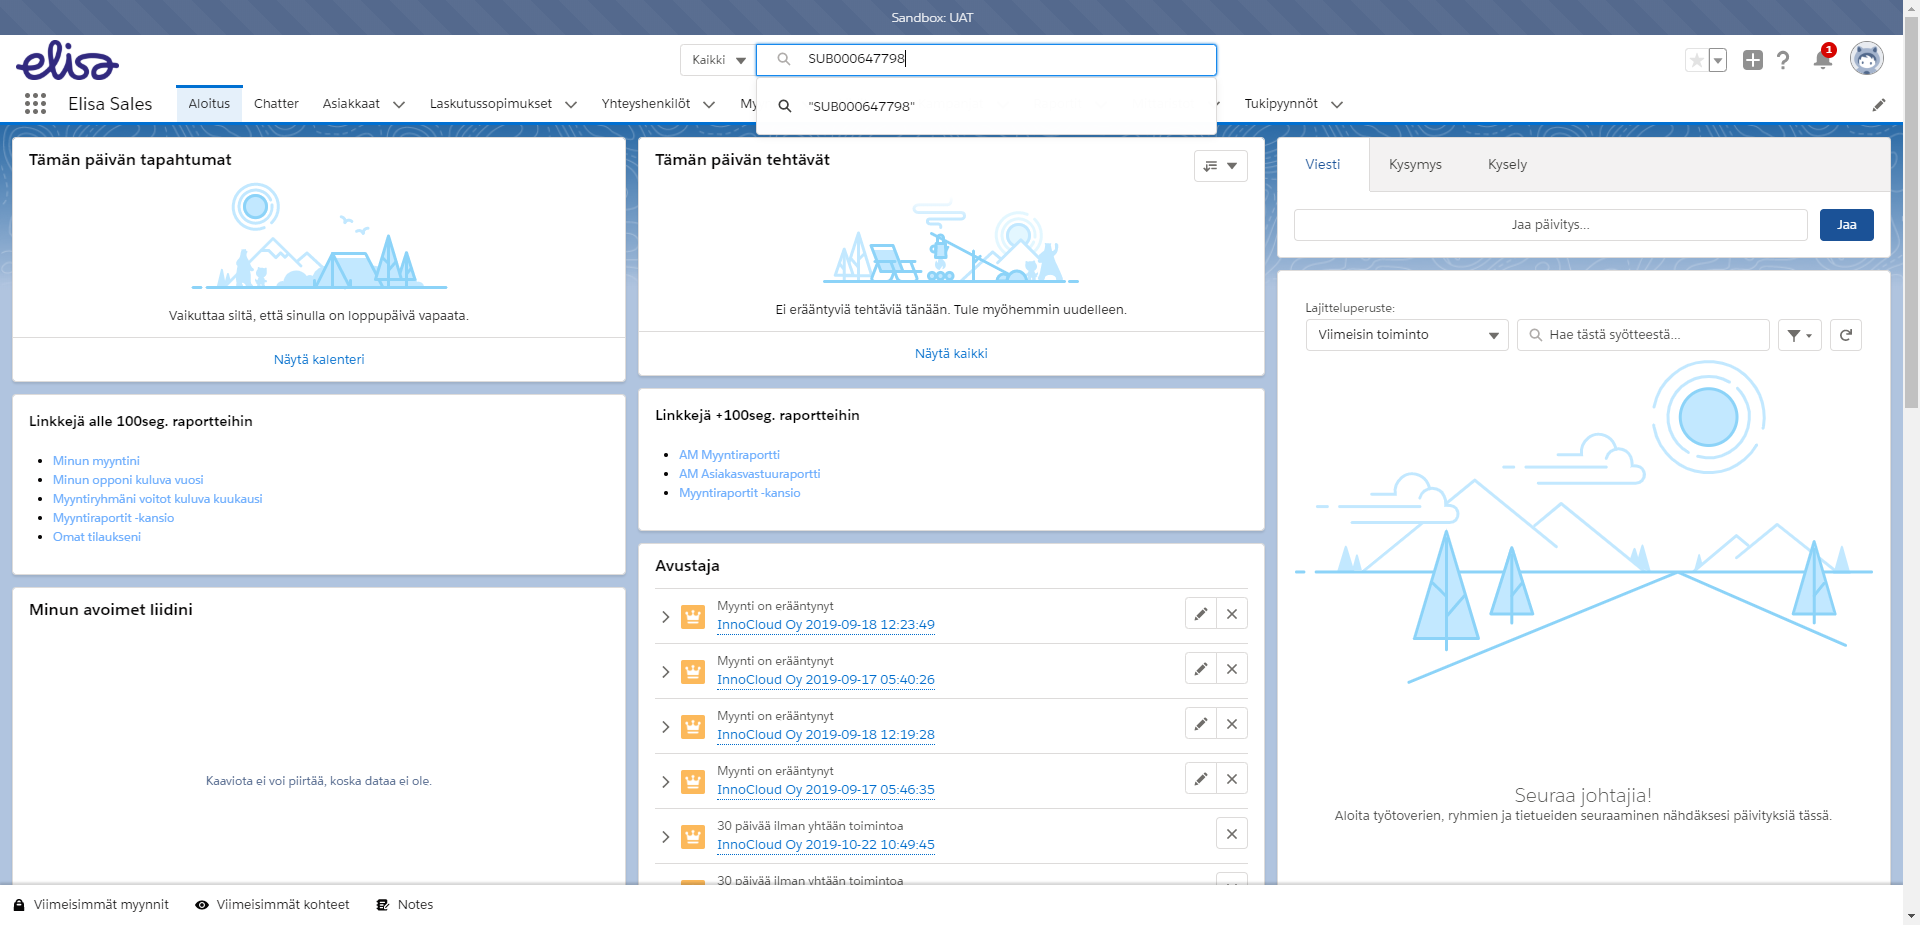 Sandbox: UAT
elisa
Kaikki
SUB000647798
"SUB000647798"
1
Elisa Sales
Aloitus
Chatter
Asiakkaat
Laskutussopimukset
Yhteyshenkilöt
My
Tukipyynnöt
Tämän päivän tapahtumat
Vaikuttaa siltä, että sinulla on loppupäivä vapaata.
Näytä kalenteri
Linkkejä alle 100seg. raportteihin
Minun myyntini
Minun opponi kuluva vuosi
Myyntiryhmäni voitot kuluva kuukausi
Myyntiraportit -kansio
Omat tilaukseni
Minun avoimet liidini
Kaaviota ei voi piirtää, koska dataa ei ole.
Tämän päivän tehtävät
Ei erääntyviä tehtäviä tänään. Tule myöhemmin uudelleen.
Näytä kaikki
Linkkejä +100seg. raportteihin
AM Myyntiraportti
AM Asiakasvastuuraportti
Myyntiraportit -kansio
Avustaja
Myynti on erääntynyt
InnoCloud Oy 2019-09-18 12:23:49
Myynti on erääntynyt
InnoCloud Oy 2019-09-17 05:40:26
Myynti on erääntynyt
InnoCloud Oy 2019-09-18 12:19:28
Myynti on erääntynyt
InnoCloud Oy 2019-09-17 05:46:35
30 päivää ilman yhtään toimintoa
InnoCloud Oy 2019-10-22 10:49:45
30 päivää ilman yhtään toimintoa
Viesti
Kysymys
Kysely
Jaa päivitys...
Jaa
Lajitteluperuste:
Viimeisin toiminto
Hae tästä syötteestä...
Seuraa johtajia!
Aloita työtoverien, ryhmien ja tietueiden seuraaminen nähdäksesi päivityksiä tässä.
Viimeisimmät myynnit
Viimeisimmät kohteet
Notes